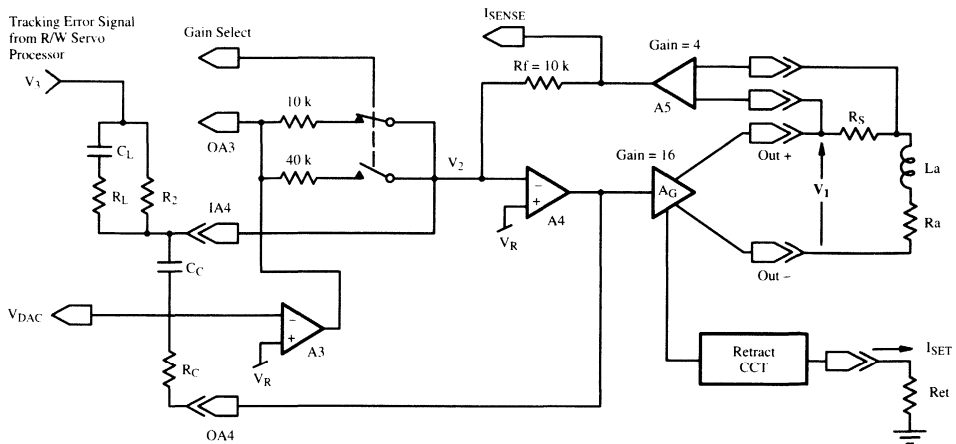 Tracking Error Signal
from R/W Servo
Processor
V3
Gain Select
ISENSE
Gain = 4
Rf = 10 k
A5
10 k
OA3
40 k
V2
Gain = 16
RS
Out +
La
CL
RL
R2
IA4
A4
AG
V1
Ra
VR
Out –
CC
VDAC
A3
VR
RC
OA4
Retract
CCT
ISET
Ret